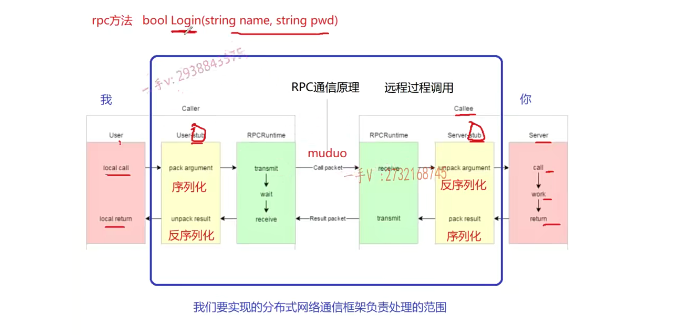 rpc方法 bool Login(string name, string pwd)
一手v:293884357E
RPC通信原理 远程过程调用
我 你
Caller Callee
User User-stub RPCRuntime RPCRuntime Server-stub Server
muduo
local call pack argument transmit Call packet receive unpack argument call
一手V :2732168745
序列化 反序列化
wait work
local return unpack result receive Result packet transmit pack result return
反序列化 序列化
我们要实现的分布式网络通信框架负责处理的范围